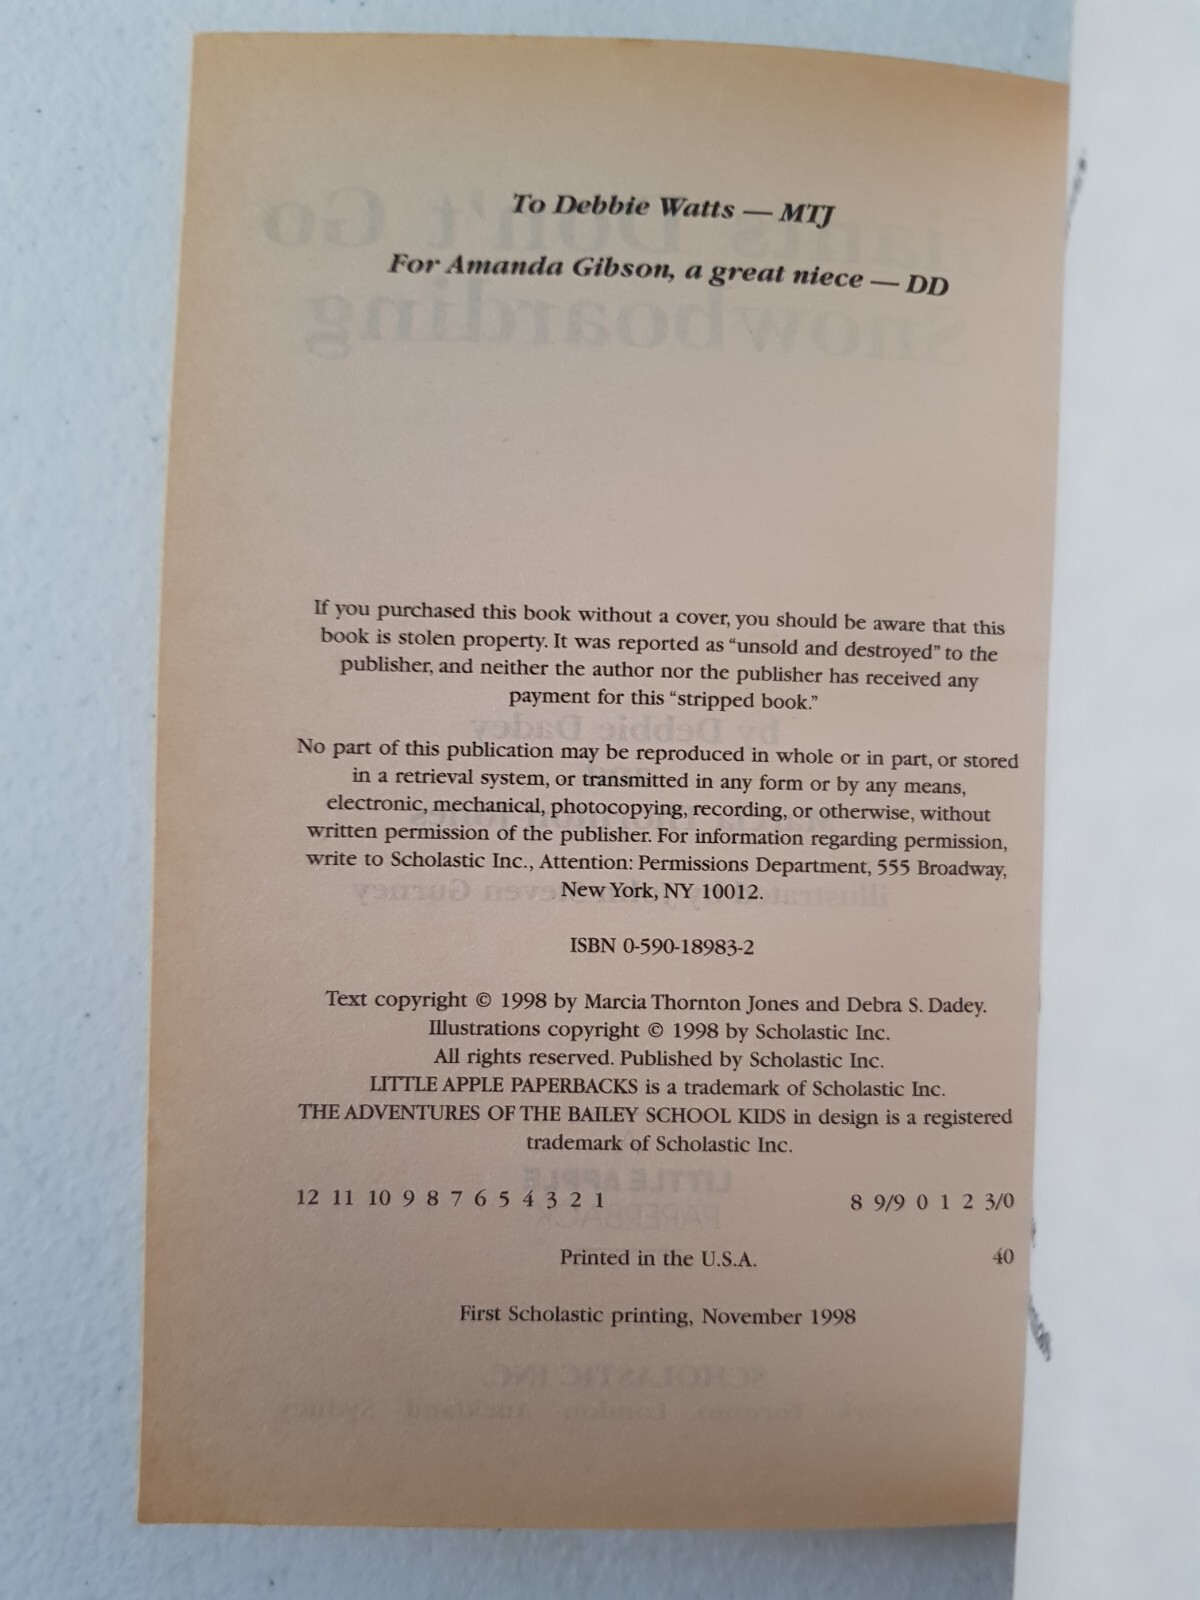 To Debbie Watts — MTJ
For Amanda Gibson, a great niece — DD
If you purchased this book without a cover, you should be aware that this
book is stolen property. It was reported as “unsold and destroyed” to the
publisher, and neither the author nor the publisher has received any
payment for this “stripped book.”
No part of this publication may be reproduced in whole or in part, or stored
in a retrieval system, or transmitted in any form or by any means,
electronic, mechanical, photocopying, recording, or otherwise, without
written permission of the publisher. For information regarding permission,
write to Scholastic Inc., Attention: Permissions Department, 555 Broadway,
New York, NY 10012.
ISBN 0-590-18983-2
Text copyright © 1998 by Marcia Thornton Jones and Debra S. Dadey.
Illustrations copyright © 1998 by Scholastic Inc.
All rights reserved. Published by Scholastic Inc.
LITTLE APPLE PAPERBACKS is a trademark of Scholastic Inc.
THE ADVENTURES OF THE BAILEY SCHOOL KIDS in design is a registered
trademark of Scholastic Inc.
12 11 10 9 8 7 6 5 4 3 2 1 8 9/9 0 1 2 3/0
Printed in the U.S.A. 40
First Scholastic printing, November 1998